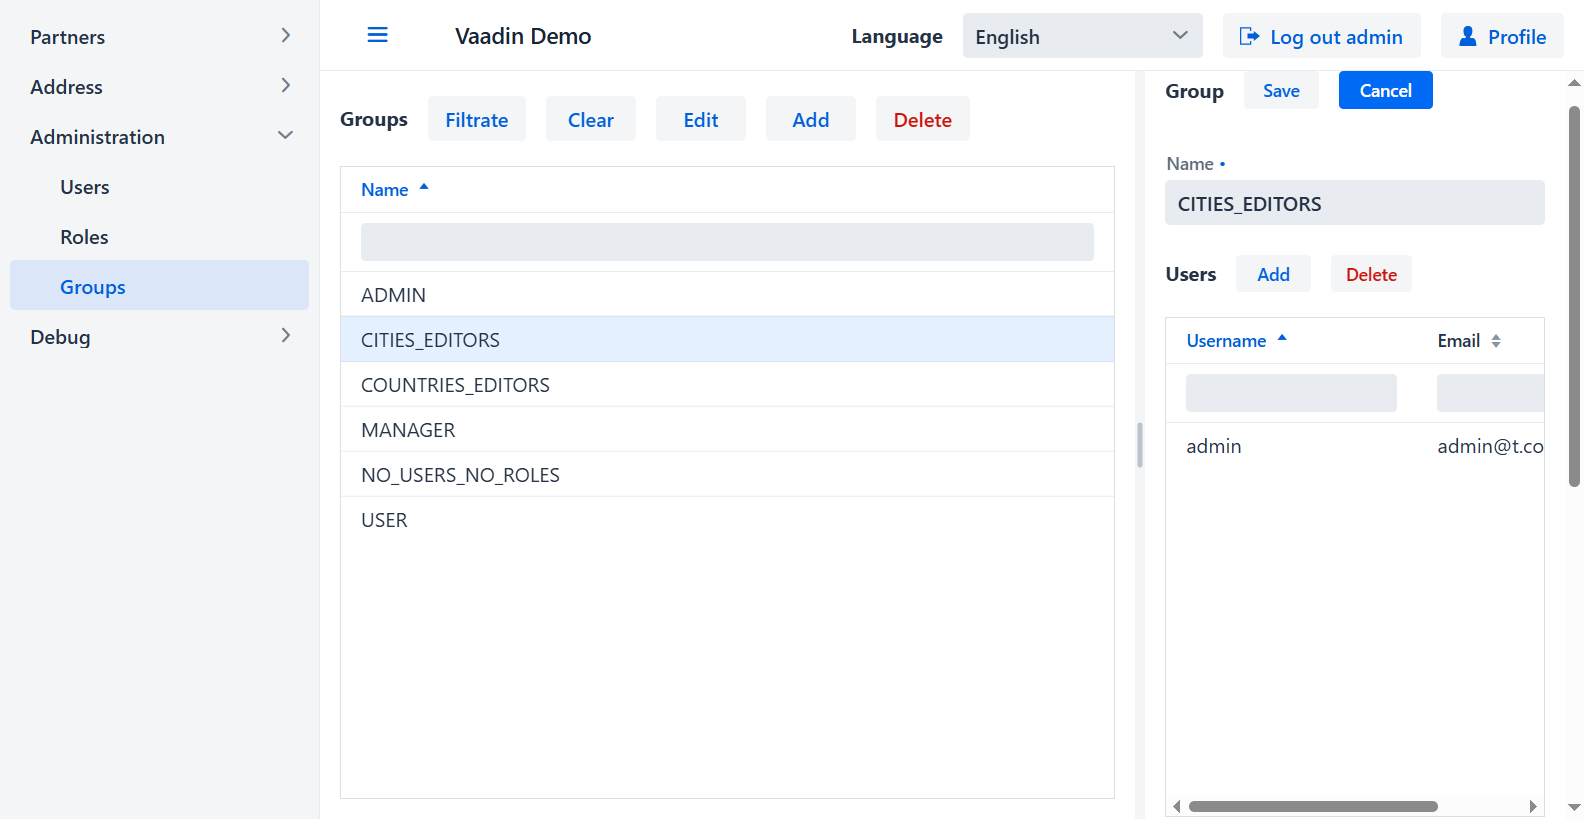 Partners
Address
Administration
Users
Roles
Groups
Debug
Vaadin Demo
Language
English
Log out admin
Profile
Groups
Filtrate
Clear
Edit
Add
Delete
Name
ADMIN
CITIES_EDITORS
COUNTRIES_EDITORS
MANAGER
NO_USERS_NO_ROLES
USER
Group
Save
Cancel
Name •
CITIES_EDITORS
Users
Add
Delete
Username Email
admin admin@t.co